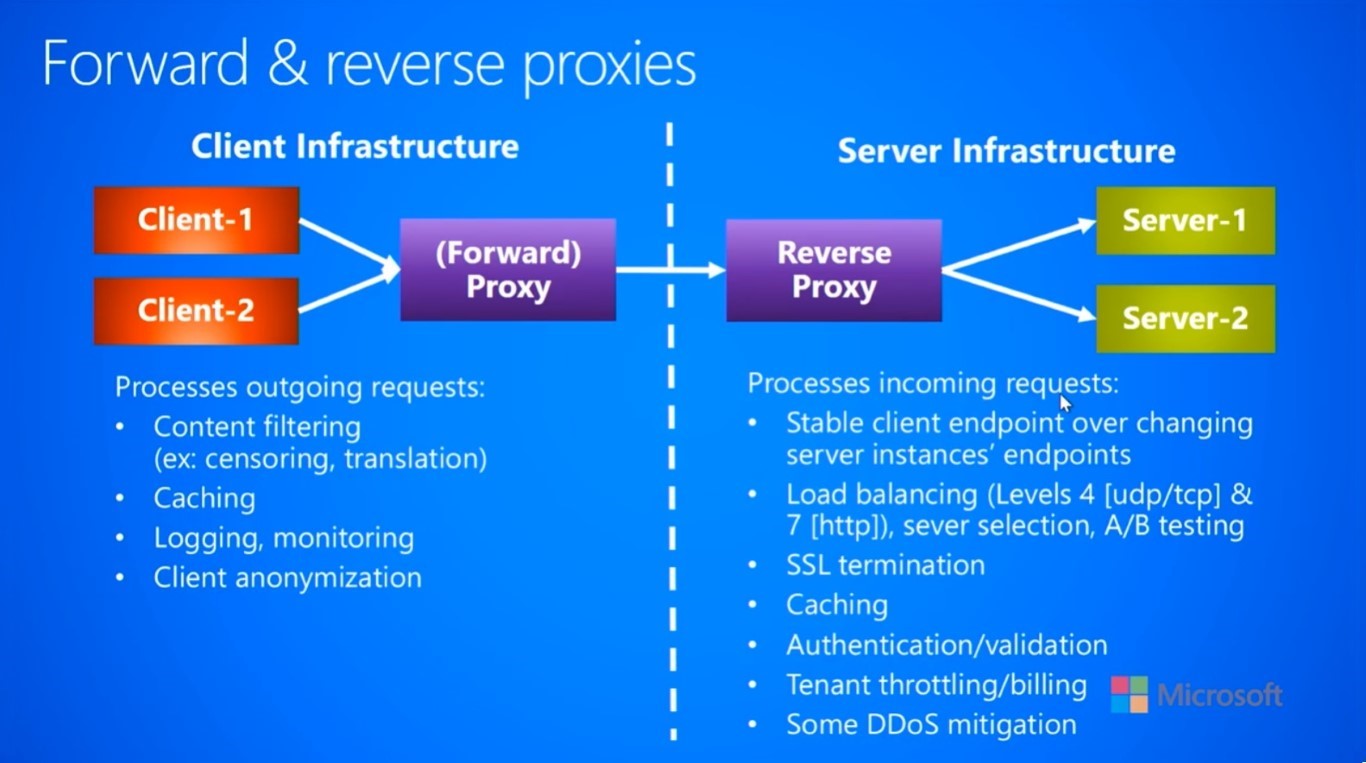 Forward & reverse proxies
Client Infrastructure
Client-1
Client-2
(Forward)
Proxy
Processes outgoing requests:
• Content filtering
(ex: censoring, translation)
• Caching
• Logging, monitoring
• Client anonymization
Server Infrastructure
Reverse
Proxy
Server-1
Server-2
Processes incoming requests:
• Stable client endpoint over changing
server instances’ endpoints
• Load balancing (Levels 4 [udp/tcp] &
7 [http]), sever selection, A/B testing
• SSL termination
• Caching
• Authentication/validation
• Tenant throttling/billing
• Some DDoS mitigation
Microsoft